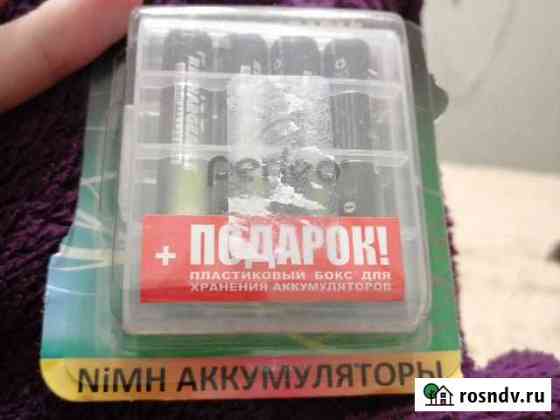 perfeo
+ ПОДАРОК!
ПЛАСТИКОВЫЙ БОКС ДЛЯ
ХРАНЕНИЯ АККУМУЛЯТОРОВ
NiMH АККУМУЛЯТОРЫ
rosndv.ru